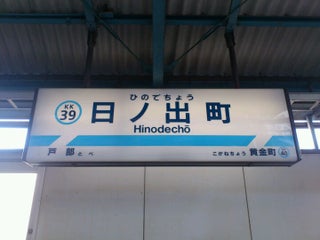 ひのでちょう
KK
39
日ノ出町
Hinodechō
戸部 とべ
こがねちょう 黄金町 40